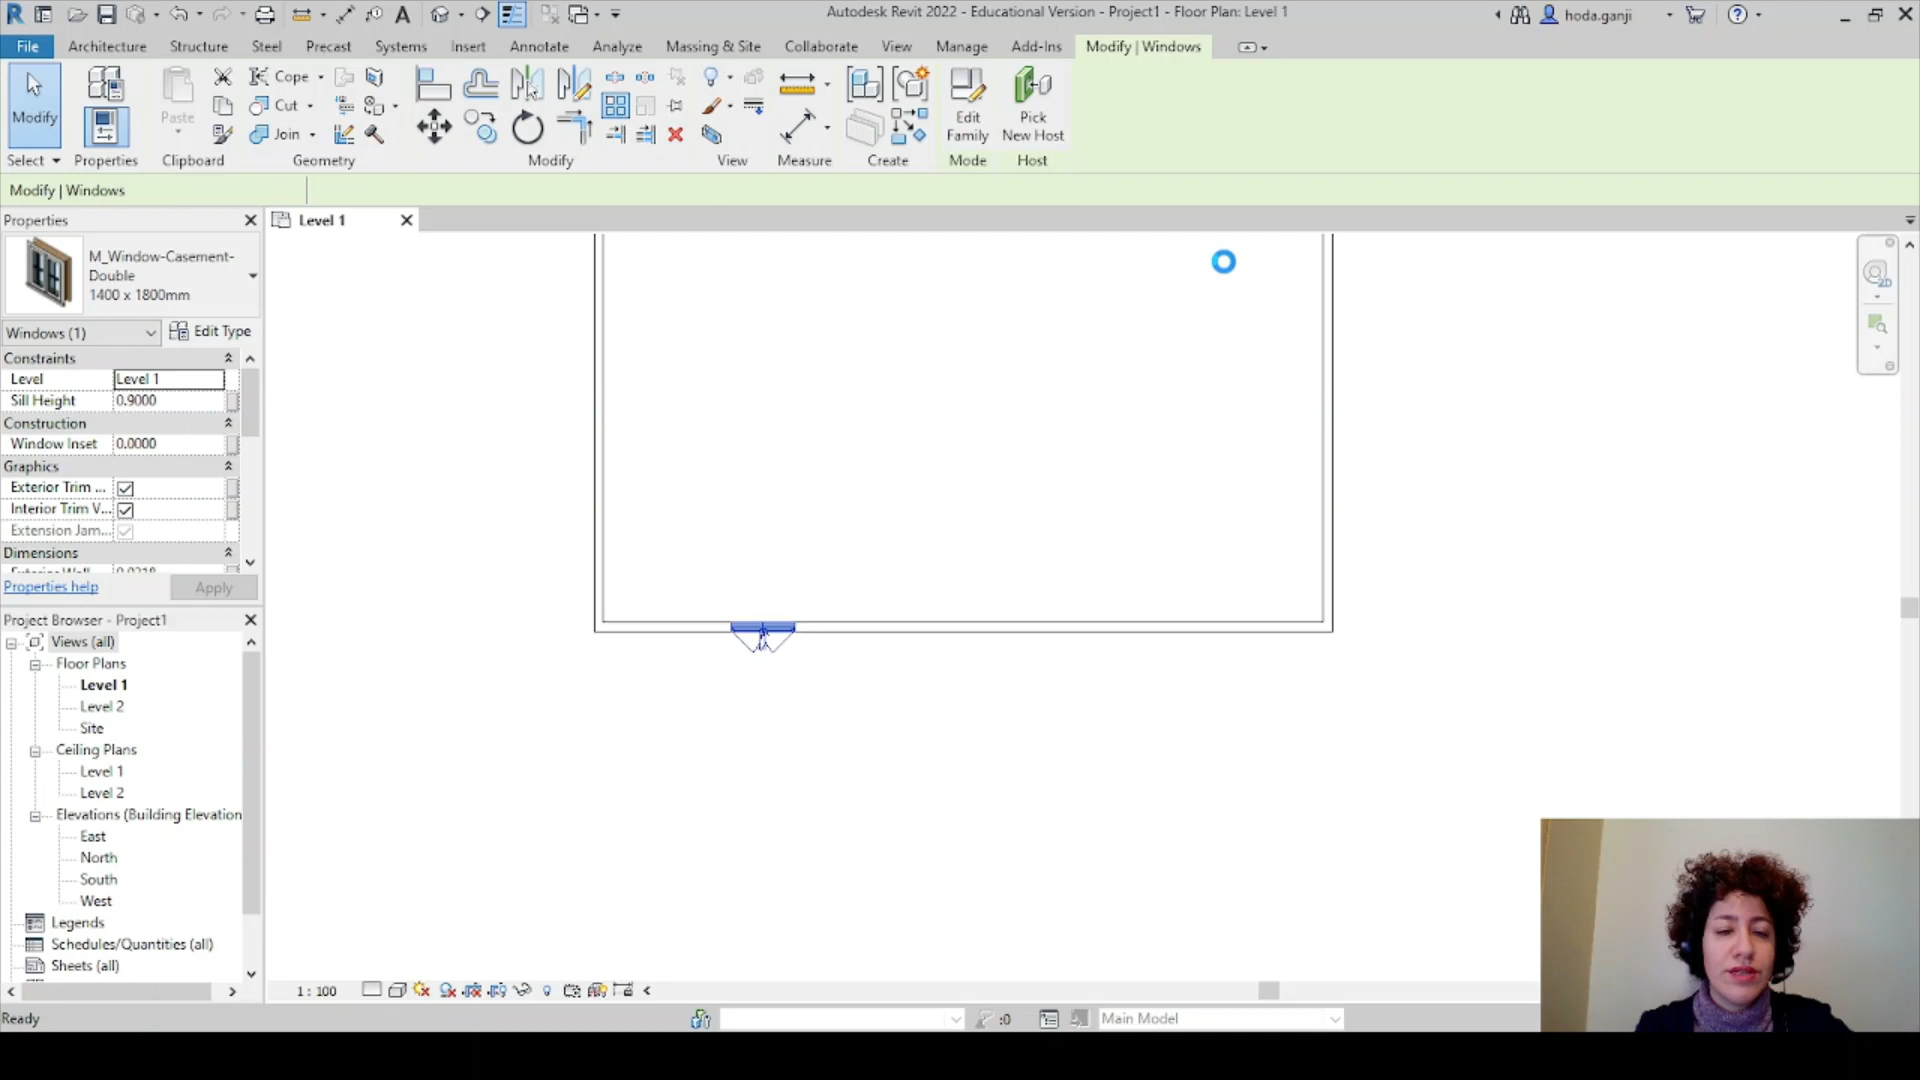 Autodesk Revit 2022 - Educational Version - Project1 - Floor Plan: Level 1
hoda.ganji
File Architecture Structure Steel Precast Systems Insert Annotate Analyze Massing & Site Collaborate View Manage Add-Ins Modify | Windows
Modify
Paste
Cope
Cut
Join
Edit Family
Pick New Host
Select Properties Clipboard Geometry Modify View Measure Create Mode Host
Modify | Windows
Properties
Level 1
M_Window-Casement-
Double
1400 x 1800mm
Windows (1) Edit Type
Constraints
Level Level 1
Sill Height 0.9000
Construction
Window Inset 0.0000
Graphics
Exterior Trim ...
Interior Trim V...
Extension Jam...
Dimensions
Properties help Apply
Project Browser - Project1
Views (all)
Floor Plans
Level 1
Level 2
Site
Ceiling Plans
Level 1
Level 2
Elevations (Building Elevation
East
North
South
West
Legends
Schedules/Quantities (all)
Sheets (all)
1 : 100
Ready
:0
Main Model